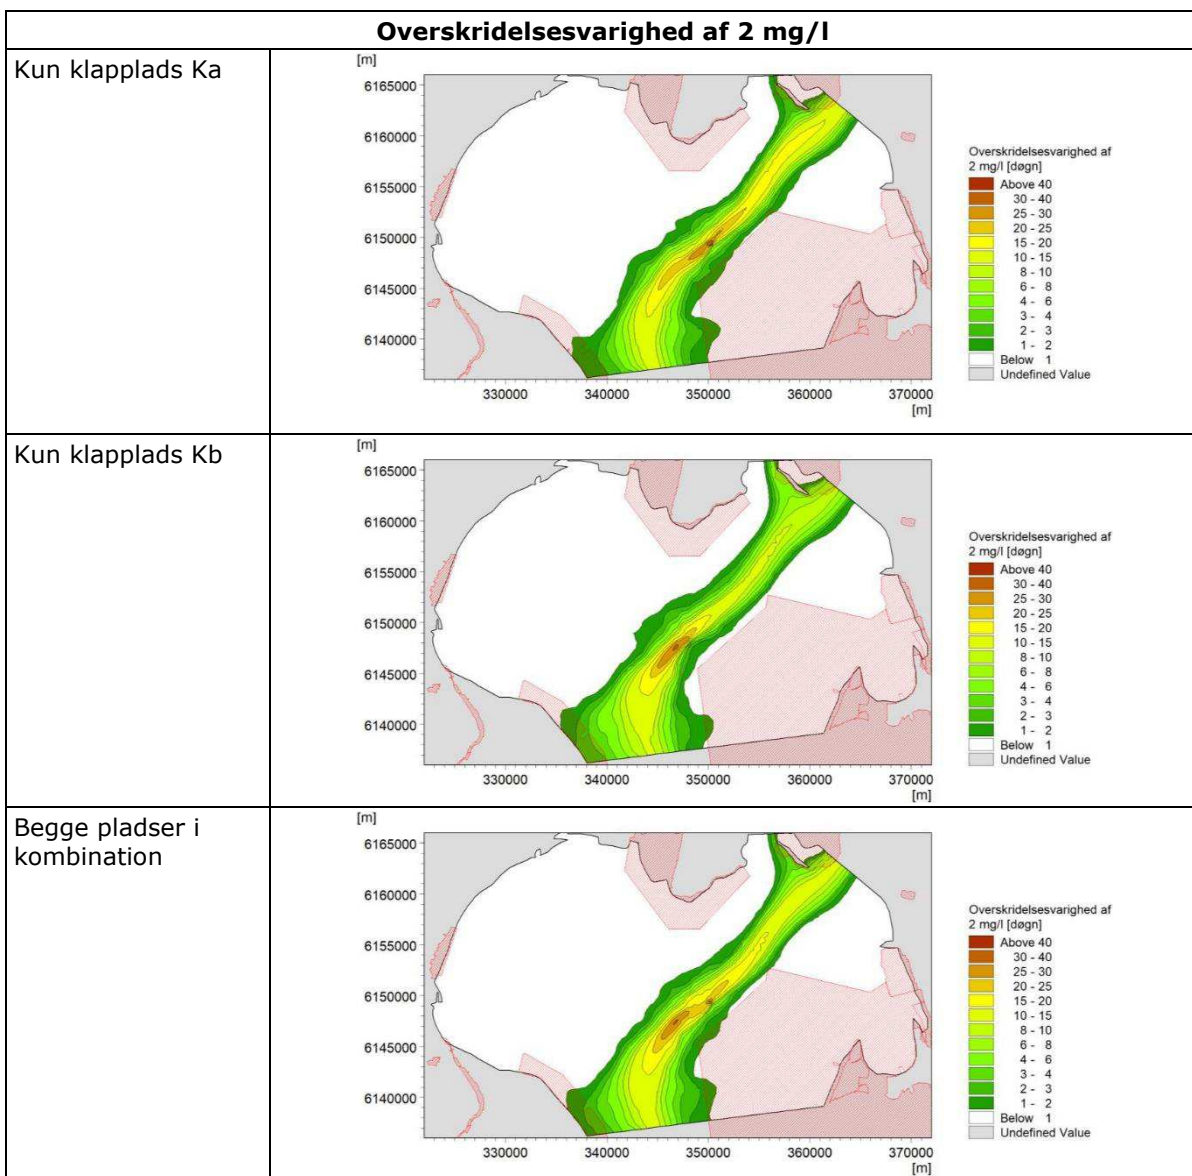 Overskridelsesvarighed af 2 mg/l
Kun klapplads Ka
[m]
6165000
6160000
6155000
6150000
6145000
6140000
330000 340000 350000 360000 370000
[m]
Overskridelsesvarighed af
2 mg/l [døgn]
Above 40
30 - 40
25 - 30
20 - 25
15 - 20
10 - 15
8 - 10
6 - 8
4 - 6
3 - 4
2 - 3
1 - 2
Below 1
Undefined Value
Kun klapplads Kb
[m]
6165000
6160000
6155000
6150000
6145000
6140000
330000 340000 350000 360000 370000
[m]
Overskridelsesvarighed af
2 mg/l [døgn]
Above 40
30 - 40
25 - 30
20 - 25
15 - 20
10 - 15
8 - 10
6 - 8
4 - 6
3 - 4
2 - 3
1 - 2
Below 1
Undefined Value
Begge pladser i
kombination
[m]
6165000
6160000
6155000
6150000
6145000
6140000
330000 340000 350000 360000 370000
[m]
Overskridelsesvarighed af
2 mg/l [døgn]
Above 40
30 - 40
25 - 30
20 - 25
15 - 20
10 - 15
8 - 10
6 - 8
4 - 6
3 - 4
2 - 3
1 - 2
Below 1
Undefined Value